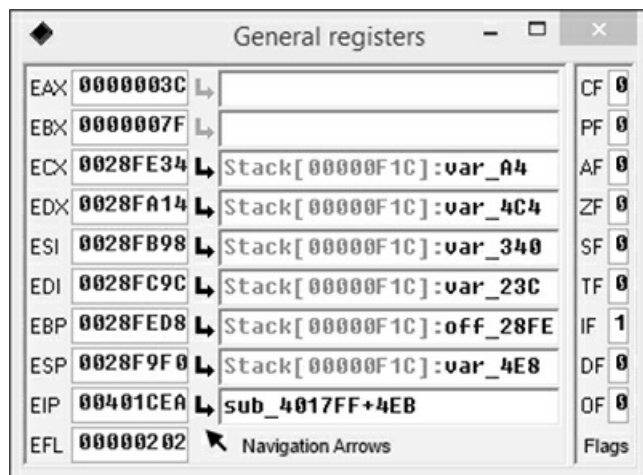 General registers
EAX 0000003C CF 0
EBX 0000007F PF 0
ECX 0028FE34 Stack[00000F1C]:var_A4 AF 0
EDX 0028FA14 Stack[00000F1C]:var_4C4 ZF 0
ESI 0028FB98 Stack[00000F1C]:var_340 SF 0
EDI 0028FC9C Stack[00000F1C]:var_23C TF 0
EBP 0028FED8 Stack[00000F1C]:off_28FE IF 1
ESP 0028F9F0 Stack[00000F1C]:var_4E8 DF 0
EIP 00401CEA sub_4017FF+4EB OF 0
EFL 00000202 Navigation Arrows Flags